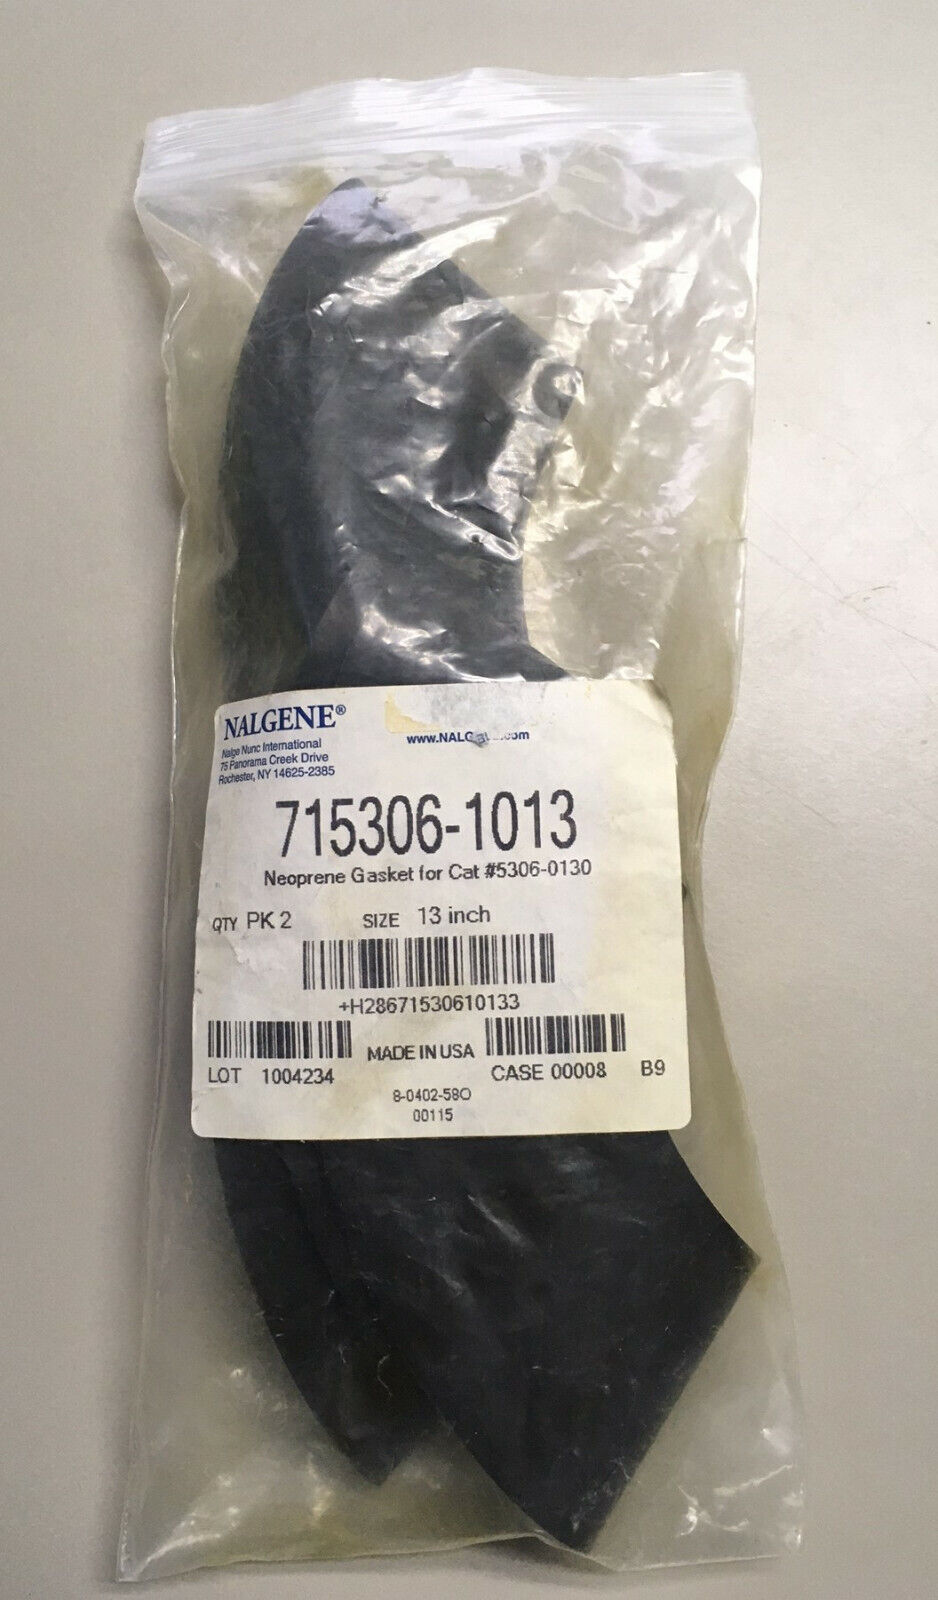 NALGENE®
Nalge Nunc International
75 Panorama Creek Drive
Rochester, NY 14625-2385
715306-1013
Neoprene Gasket for Cat #5306-0130
QTY PK 2 SIZE 13 inch
+H28671530610133
MADE IN USA
LOT 1004234 CASE 00008 B9
8-0402-58O
00115